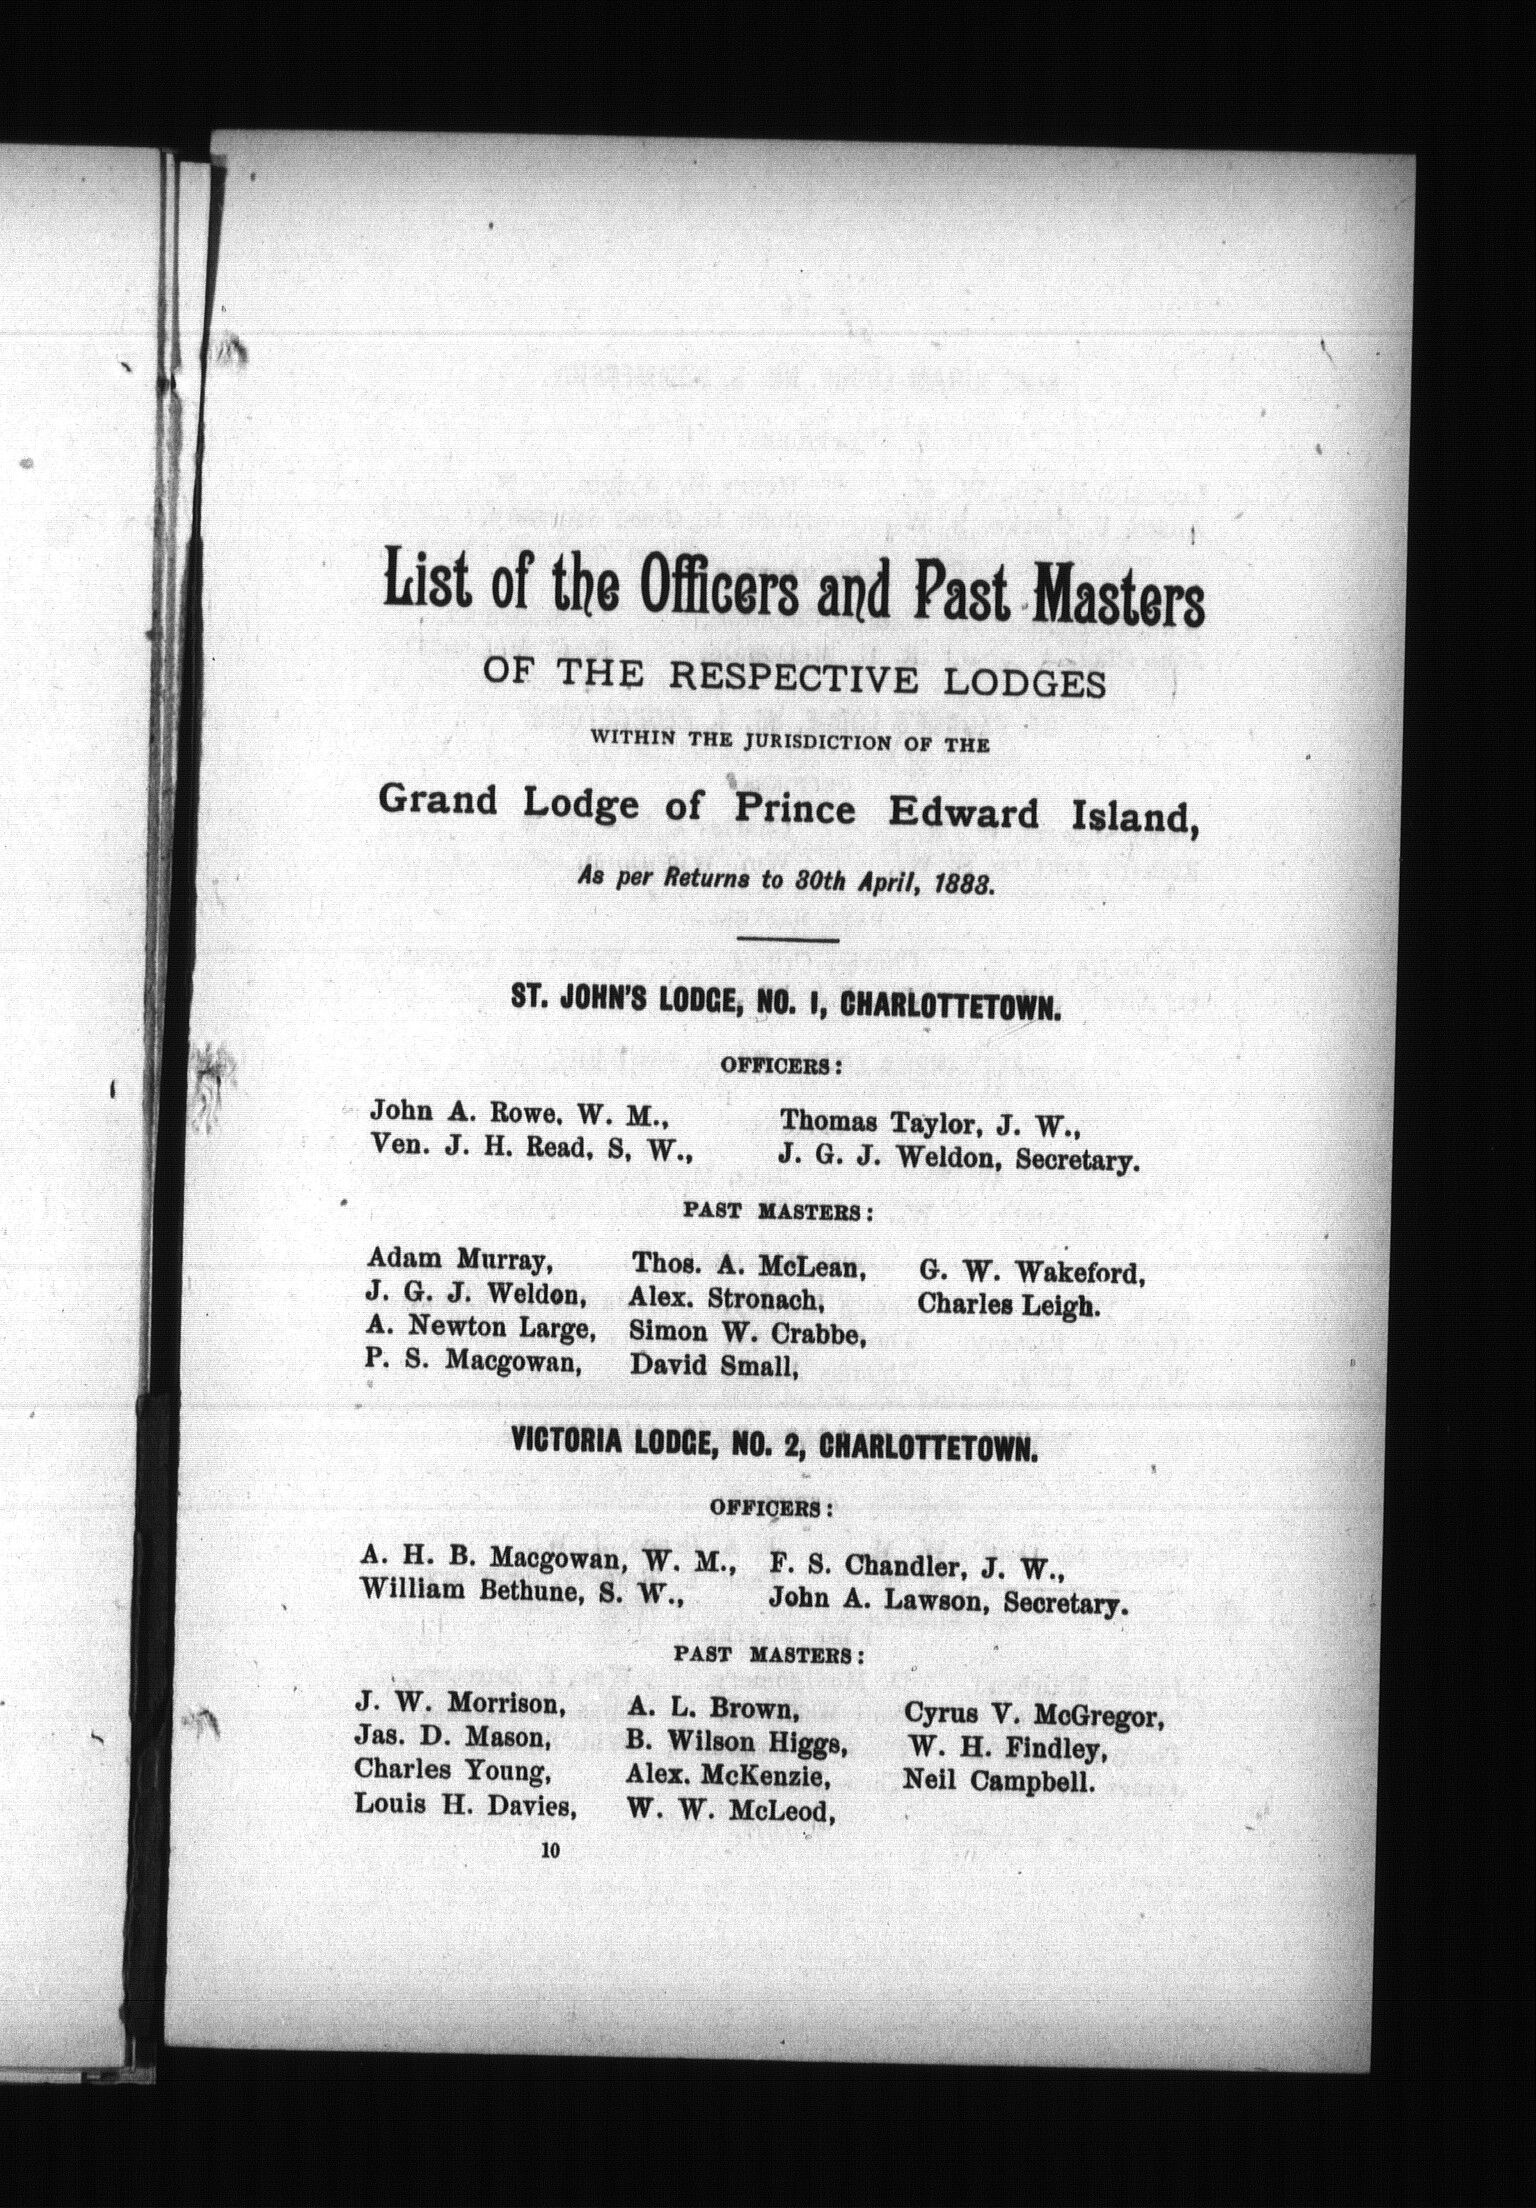 List of the Officers and Past Masters
OF THE RESPECTIVE LODGES
WITHIN THE JURISDICTION OF THE
Grand Lodge of Prince Edward Island,
As per Returns to 30th April, 1888.
ST. JOHN'S LODGE, NO. 1, CHARLOTTETOWN.
OFFICERS:
John A. Rowe, W. M., Thomas Taylor, J. W.,
Ven. J. H. Read, S, W., J. G. J. Weldon, Secretary.
PAST MASTERS:
Adam Murray, Thos. A. McLean, G. W. Wakeford,
J. G. J. Weldon, Alex. Stronach, Charles Leigh.
A. Newton Large, Simon W. Crabbe,
P. S. Macgowan, David Small,
VICTORIA LODGE, NO. 2, CHARLOTTETOWN.
OFFICERS:
A. H. B. Macgowan, W. M., F. S. Chandler, J. W.,
William Bethune, S. W., John A. Lawson, Secretary.
PAST MASTERS:
J. W. Morrison, A. L. Brown, Cyrus V. McGregor,
Jas. D. Mason, B. Wilson Higgs, W. H. Findley,
Charles Young, Alex. McKenzie, Neil Campbell.
Louis H. Davies, W. W. McLeod,
10